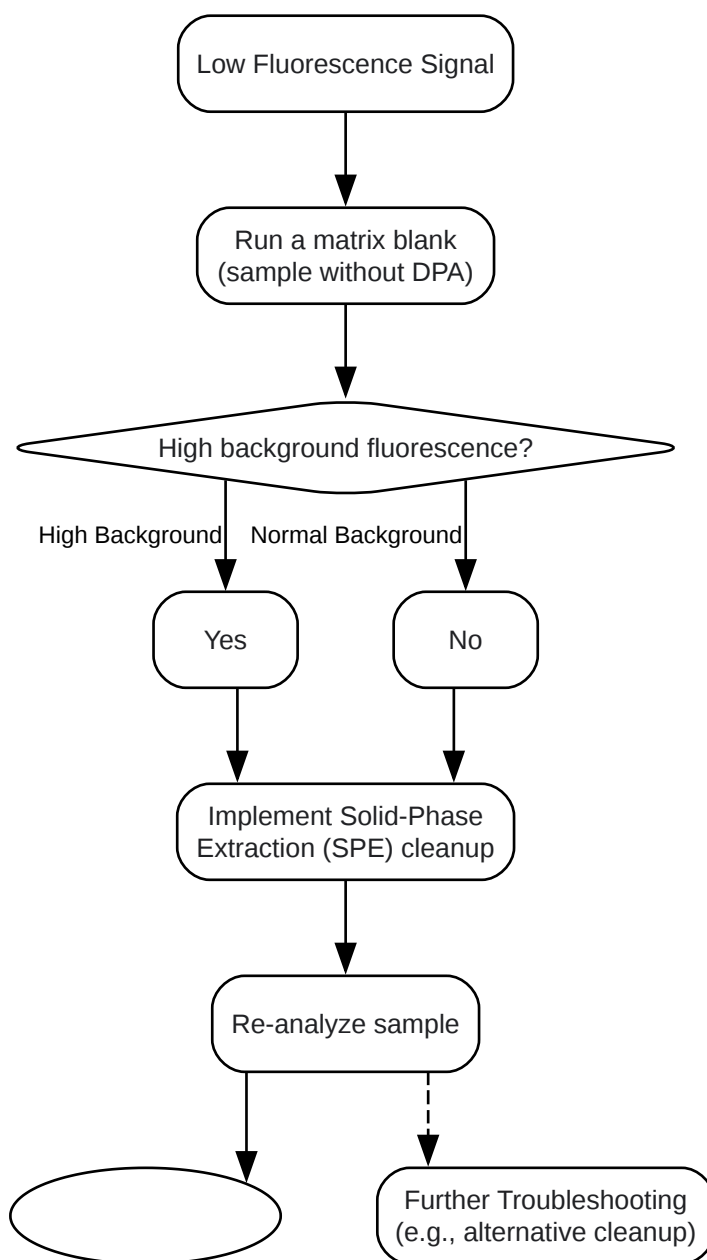 Low Fluorescence Signal
Run a matrix blank
(sample without DPA)
High background fluorescence?
High Background
Normal Background
Yes
No
Implement Solid-Phase
Extraction (SPE) cleanup
Re-analyze sample
Further Troubleshooting
(e.g., alternative cleanup)